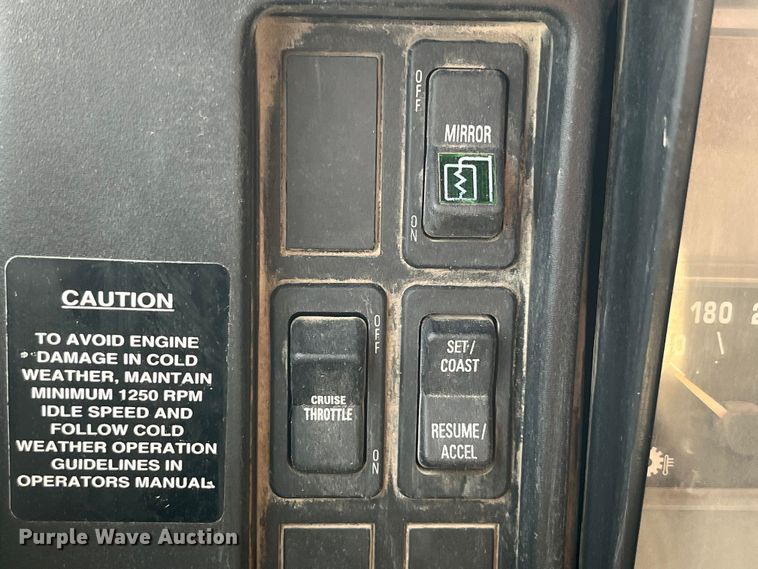 OFF
MIRROR
ON
CAUTION
TO AVOID ENGINE
DAMAGE IN COLD
WEATHER, MAINTAIN
MINIMUM 1250 RPM
IDLE SPEED AND
FOLLOW COLD
WEATHER OPERATION
GUIDELINES IN
OPERATORS MANUAL
OFF
CRUISE
THROTTLE
ON
SET/
COAST
RESUME/
ACCEL
180
Purple Wave Auction